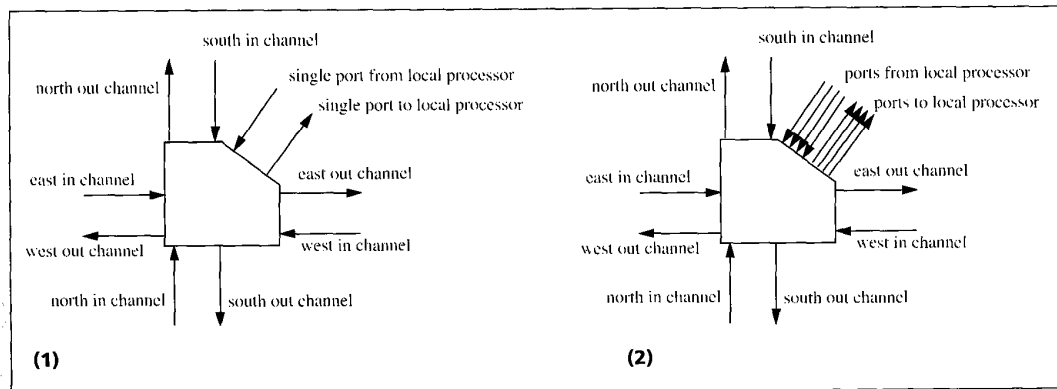 south in channel
single port from local processor
north out channel
single port to local processor
east in channel
east out channel
west out channel
west in channel
north in channel
south out channel
(1)
south in channel
ports from local processor
north out channel
ports to local processor
east in channel
east out channel
west out channel
west in channel
north in channel
south out channel
(2)